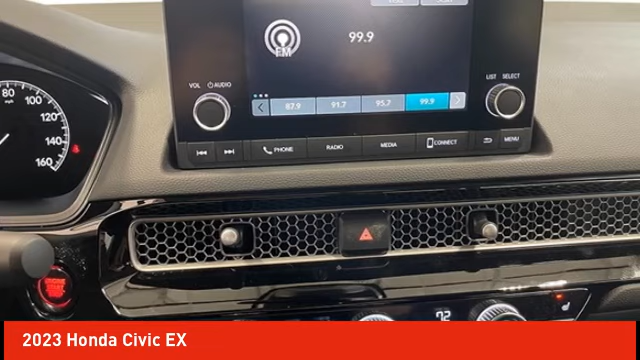 99.9
FM
VOL AUDIO
LIST SELECT
87.9 91.7 95.7 99.9
PHONE RADIO MEDIA CONNECT MENU
80
mph
100
120
140
160
72
2023 Honda Civic EX